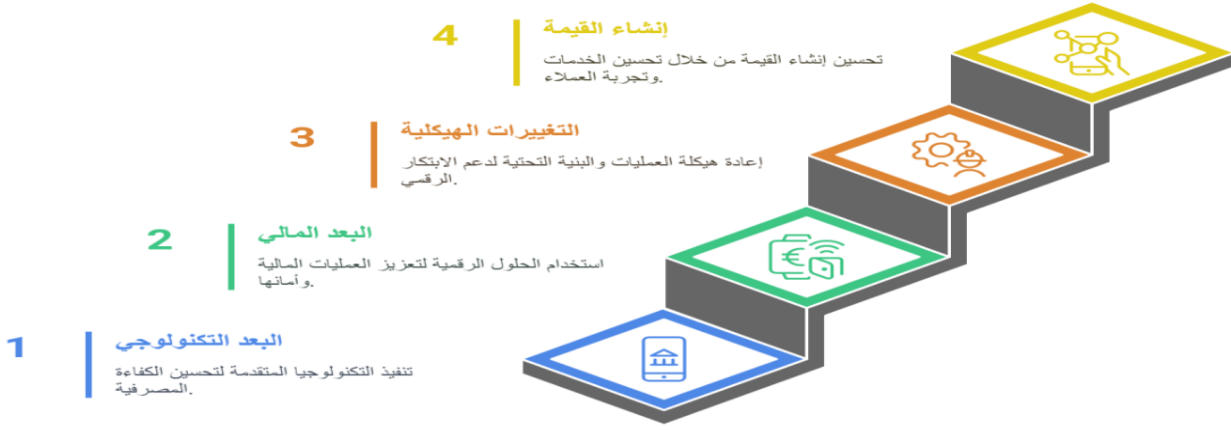 4
إنشاء القيمة
تحسين إنشاء القيمة من خلال تحسين الخدمات
وتجربة العملاء.
3
التغييرات الهيكلية
إعادة هيكلة العمليات والبنية التحتية لدعم الابتكار
الرقمي.
2
البعد المالي
استخدام الحلول الرقمية لتعزيز العمليات المالية
وأمانها.
1
البعد التكنولوجي
تنفيذ التكنولوجيا المتقدمة لتحسين الكفاءة
المصرفية.
€